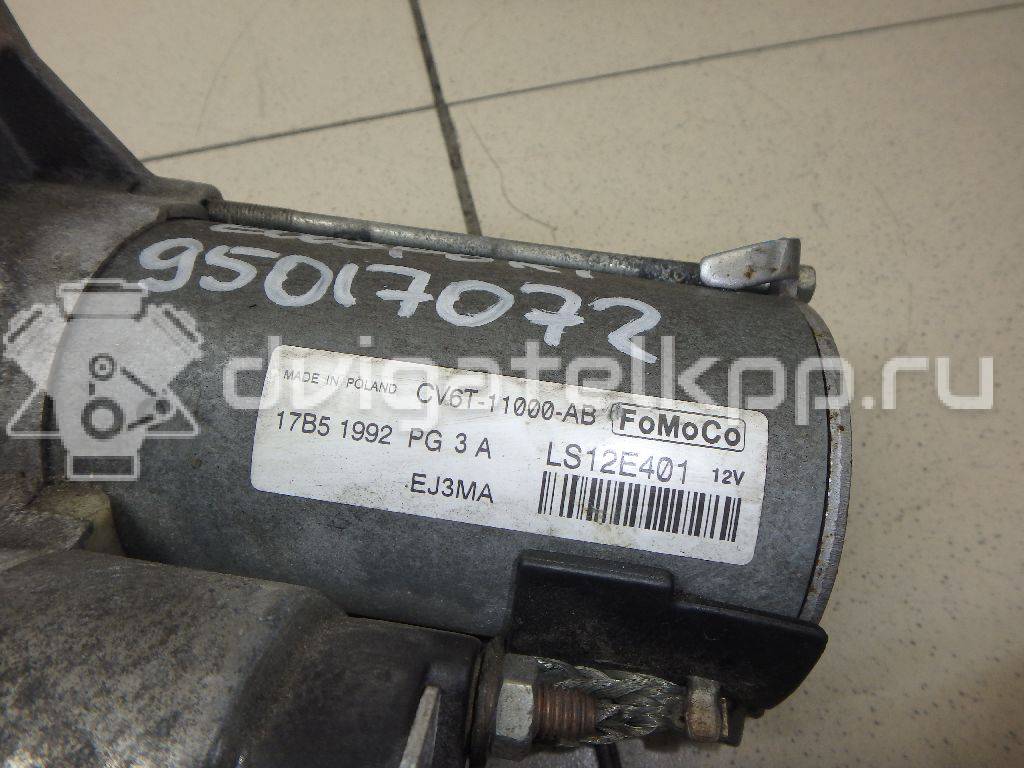 95017072
MADE IN POLAND CV6T-11000-AB FoMoCo
17B5 1992 PG 3 A LS12E401 12V
EJ3MA
dvigatelkpp.ru